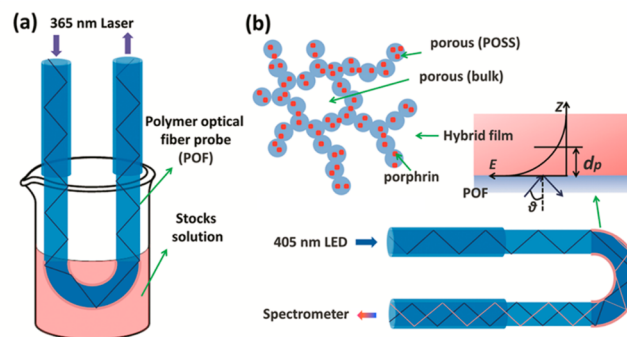 (a)
365 nm Laser
Polymer optical
fiber probe
(POF)
Stocks
solution
(b)
porous (POSS)
porous (bulk)
Hybrid film
porphrin
Z
E
dp
POF
ϑ
405 nm LED
Spectrometer